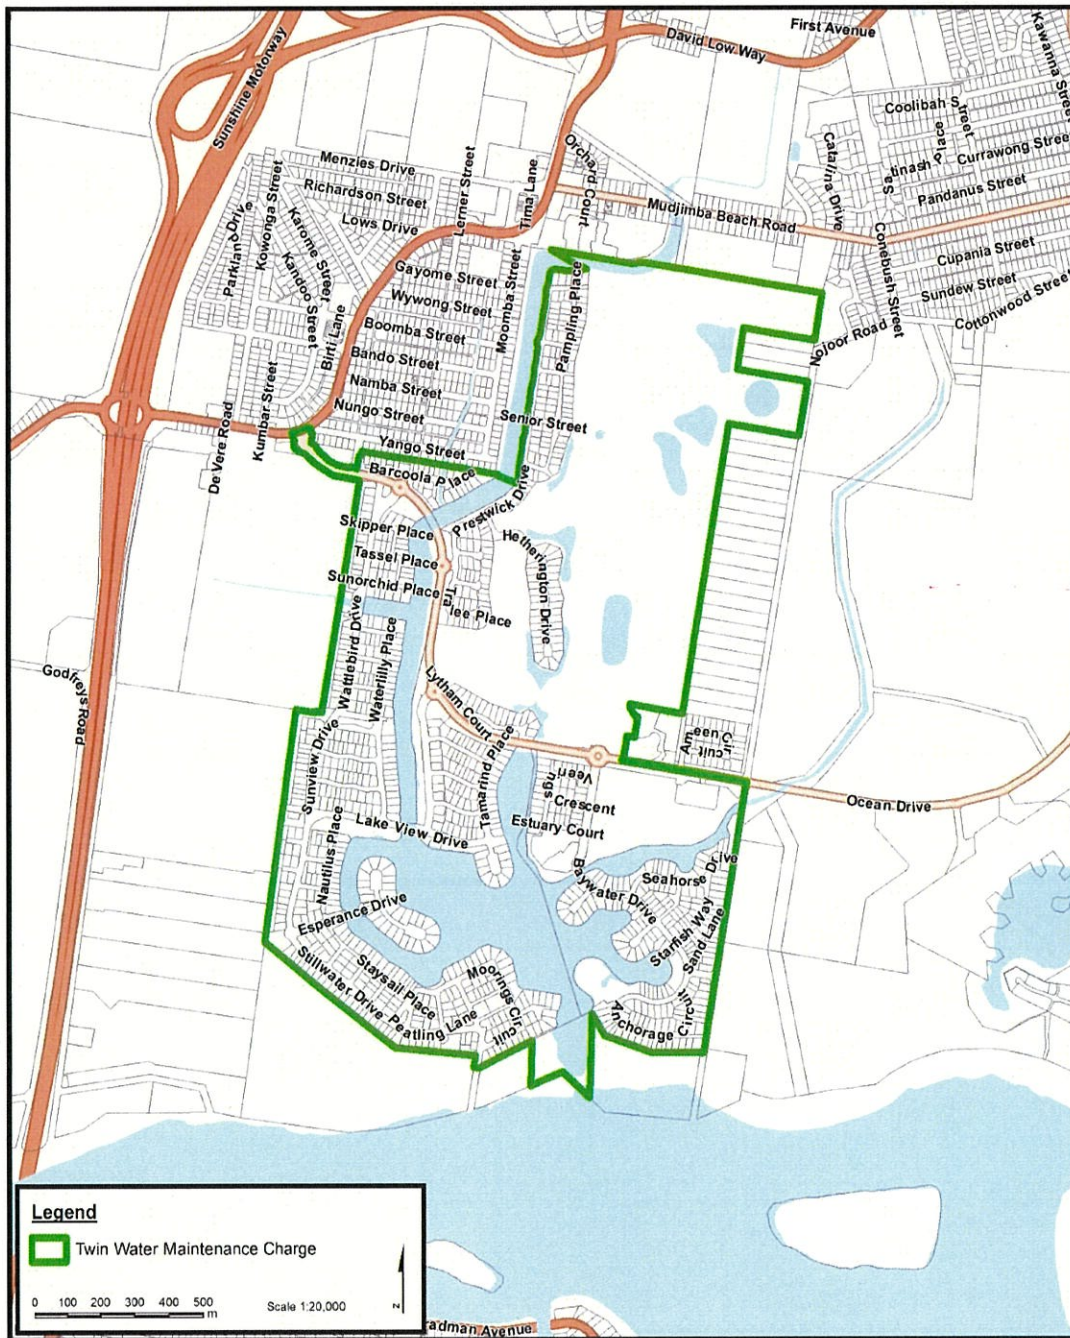 First Avenue
David Low Way
Kawanna Street
Sunshine Motorway
Coolibah Street
Satinash Place
Currawong Street
Catalina Drive
Pandanus Street
Orchard Court
Menzies Drive
Richardson Street
Lerner Street
Tima Lane
Mudjimba Beach Road
Lows Drive
Parkland Drive
Kowonga Street
Karome Street
Kandoo Street
Conebush Street
Cupania Street
Sundew Street
Cottonwood Street
Gayome Street
Wywong Street
Moomba Street
Pampling Place
Boomba Street
Birti Lane
Bando Street
Nojoor Road
Namba Street
Nungo Street
Senior Street
Kumbar Street
De Vere Road
Yango Street
Barcoola Place
Prestwick Drive
Skipper Place
Hetherington Drive
Tassel Place
Sunorchid Place
Tralee Place
Wattlebird Drive
Waterlilly Place
Godfreys Road
Lytham Court
Sunview Drive
Tamarind Place
Amee Circuit
Veerings Crescent
Ocean Drive
Estuary Court
Lake View Drive
Nautilus Place
Baywater Drive
Seahorse Drive
Esperance Drive
Starfish Way
Sand Lane
Staysail Place
Moorings Circuit
Stillwater Drive
Peatling Lane
Anchorage Circuit
Legend
Twin Water Maintenance Charge
0 100 200 300 400 500
m
Scale 1:20,000
N
adman Avenue